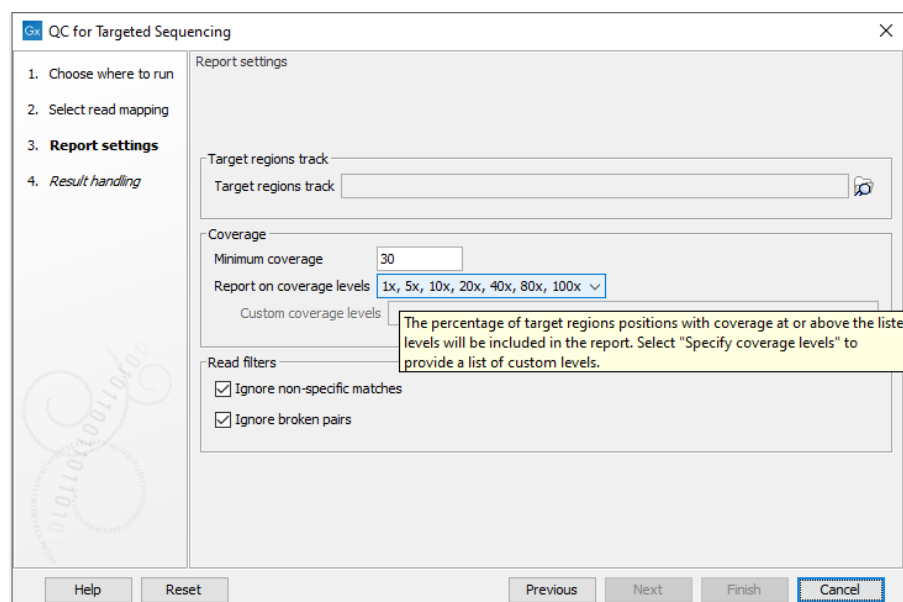 Gx QC for Targeted Sequencing
1. Choose where to run
2. Select read mapping
3. Report settings
4. Result handling
Report settings
Target regions track
Target regions track
Coverage
Minimum coverage 30
Report on coverage levels 1x, 5x, 10x, 20x, 40x, 80x, 100x
Custom coverage levels
The percentage of target regions positions with coverage at or above the liste
levels will be included in the report. Select "Specify coverage levels" to
provide a list of custom levels.
Read filters
Ignore non-specific matches
Ignore broken pairs
Help Reset Previous Next Finish Cancel